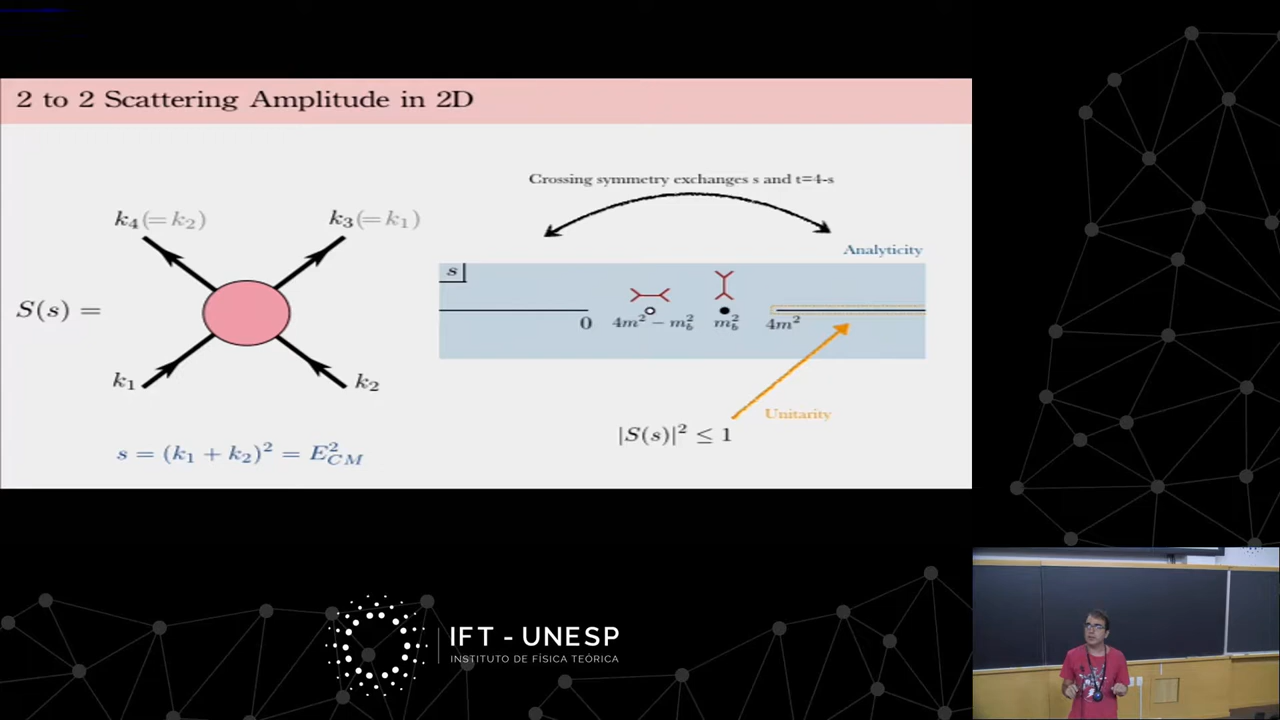 2 to 2 Scattering Amplitude in 2D
Crossing symmetry exchanges s and t=4-s
k₄(=k₂)
k₃(=k₁)
Analyticity
s
S(s) =
0
4m² − m_b²
m_b²
4m²
k₁
k₂
Unitarity
|S(s)|² ≤ 1
s = (k₁ + k₂)² = E²_CM
IFT - UNESP
INSTITUTO DE FÍSICA TEÓRICA